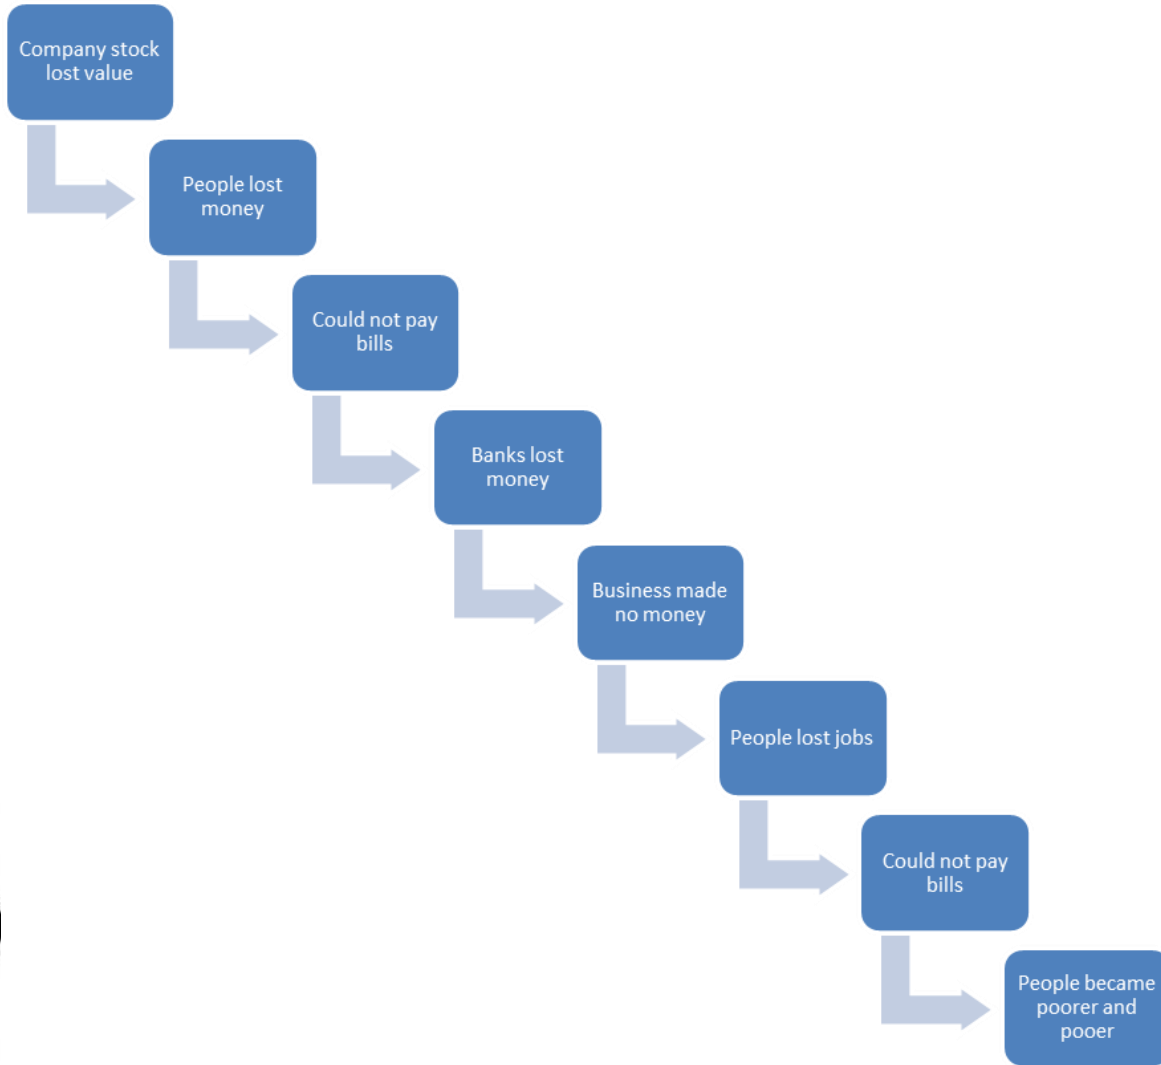 Company stock
lost value
People lost
money
Could not pay
bills
Banks lost
money
Business made
no money
People lost jobs
Could not pay
bills
People became
poorer and
pooer